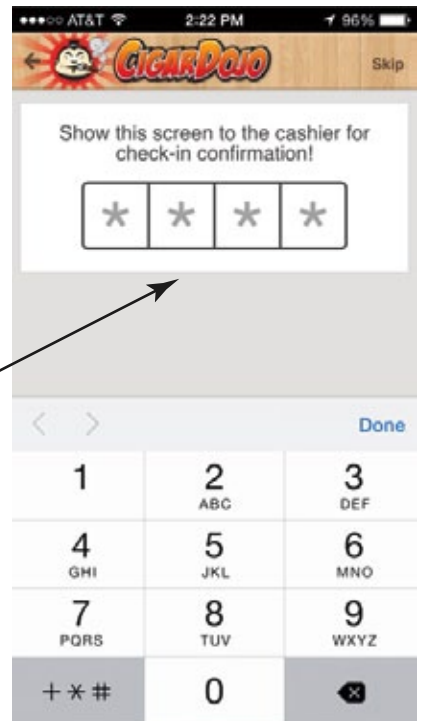 AT&T 2:22 PM 96%
CIGARDOJO Skip
Show this screen to the cashier for
check-in confirmation!
* * * *
< > Done
1 2 3
ABC DEF
4 5 6
GHI JKL MNO
7 8 9
PQRS TUV WXYZ
+ * # 0